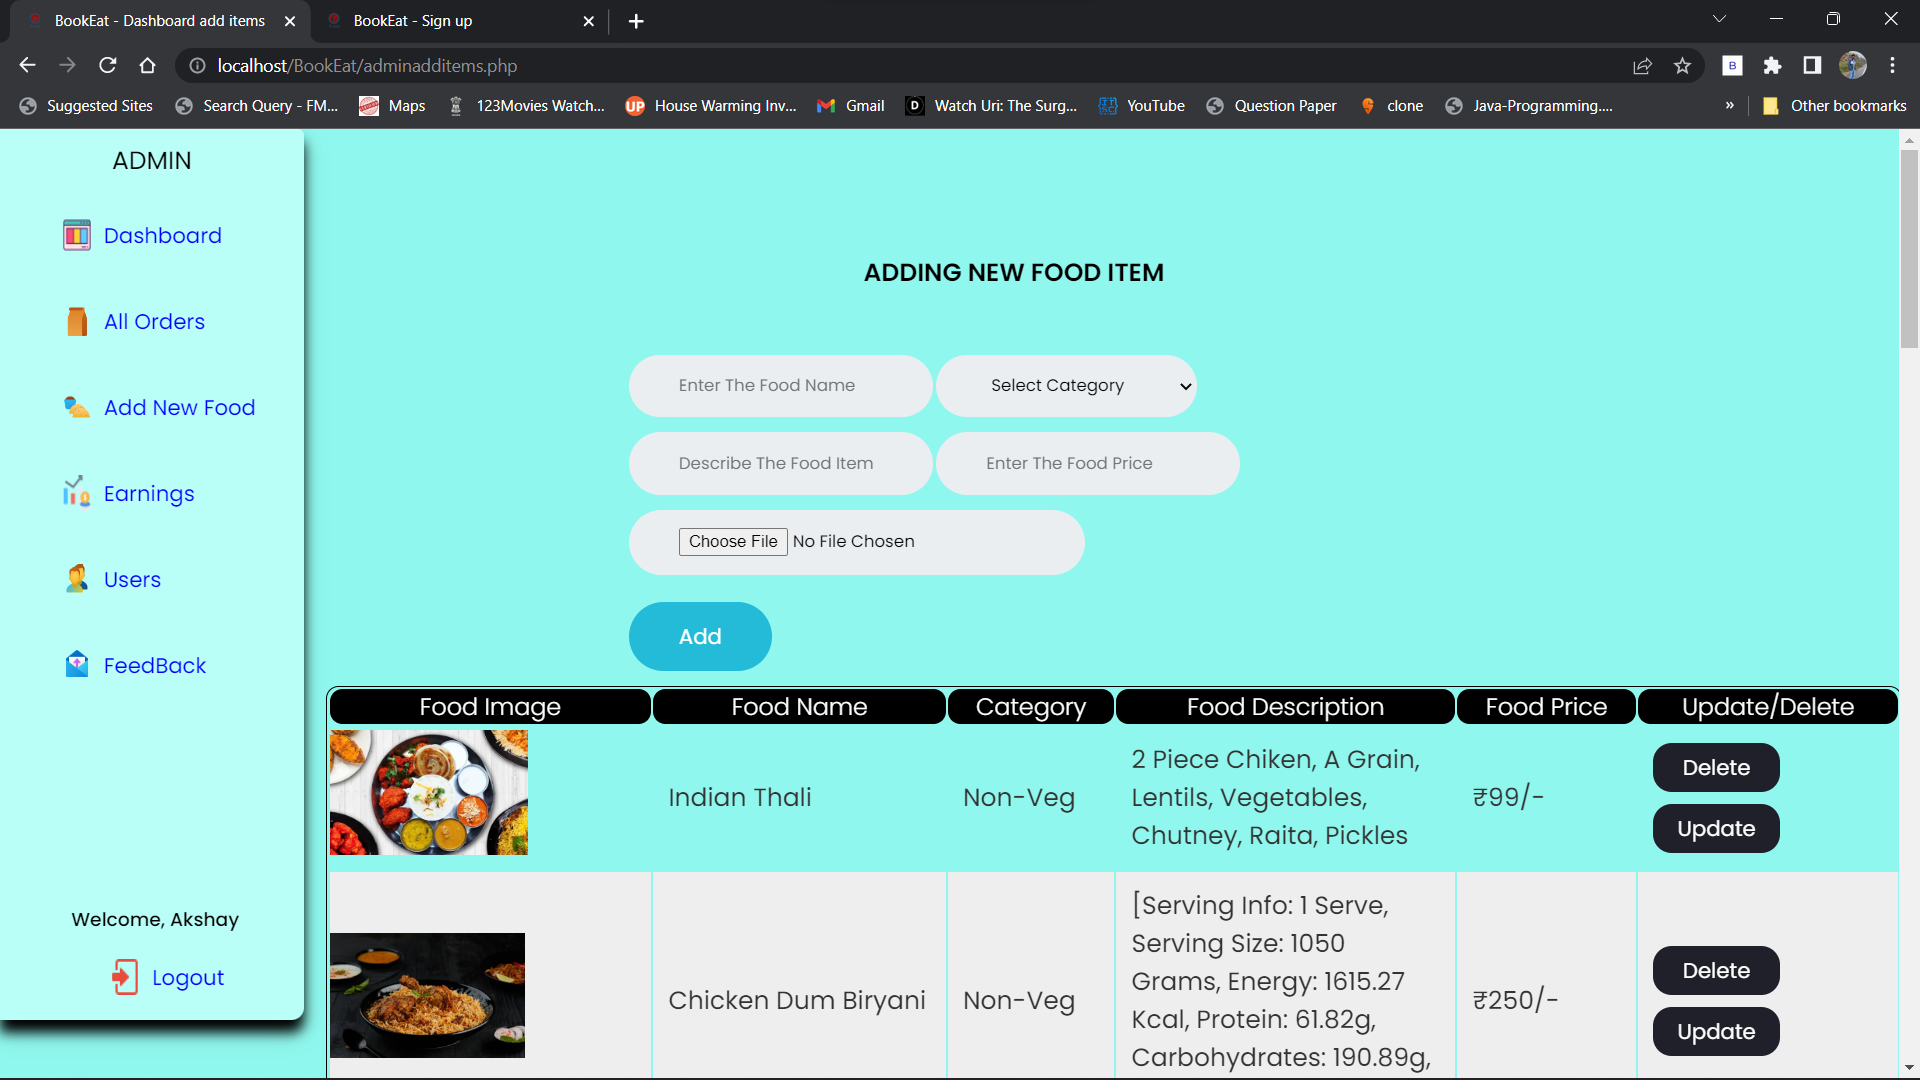 BookEat - Dashboard add items
BookEat - Sign up
localhost/BookEat/adminadditems.php
B
Suggested Sites
Search Query - FM...
Maps
123Movies Watch...
UP
House Warming Inv...
Gmail
D
Watch Uri: The Surg...
YouTube
Question Paper
clone
Java-Programming....
»
Other bookmarks
ADMIN
Dashboard
All Orders
Add New Food
Earnings
Users
FeedBack
Welcome, Akshay
Logout
ADDING NEW FOOD ITEM
Enter The Food Name
Select Category
Describe The Food Item
Enter The Food Price
Choose File No File Chosen
Add
Food Image
Food Name
Category
Food Description
Food Price
Update/Delete
Indian Thali
Non-Veg
2 Piece Chiken, A Grain,
Lentils, Vegetables,
Chutney, Raita, Pickles
₹99/-
Delete
Update
Chicken Dum Biryani
Non-Veg
[Serving Info: 1 Serve,
Serving Size: 1050
Grams, Energy: 1615.27
Kcal, Protein: 61.82g,
Carbohydrates: 190.89g,
₹250/-
Delete
Update